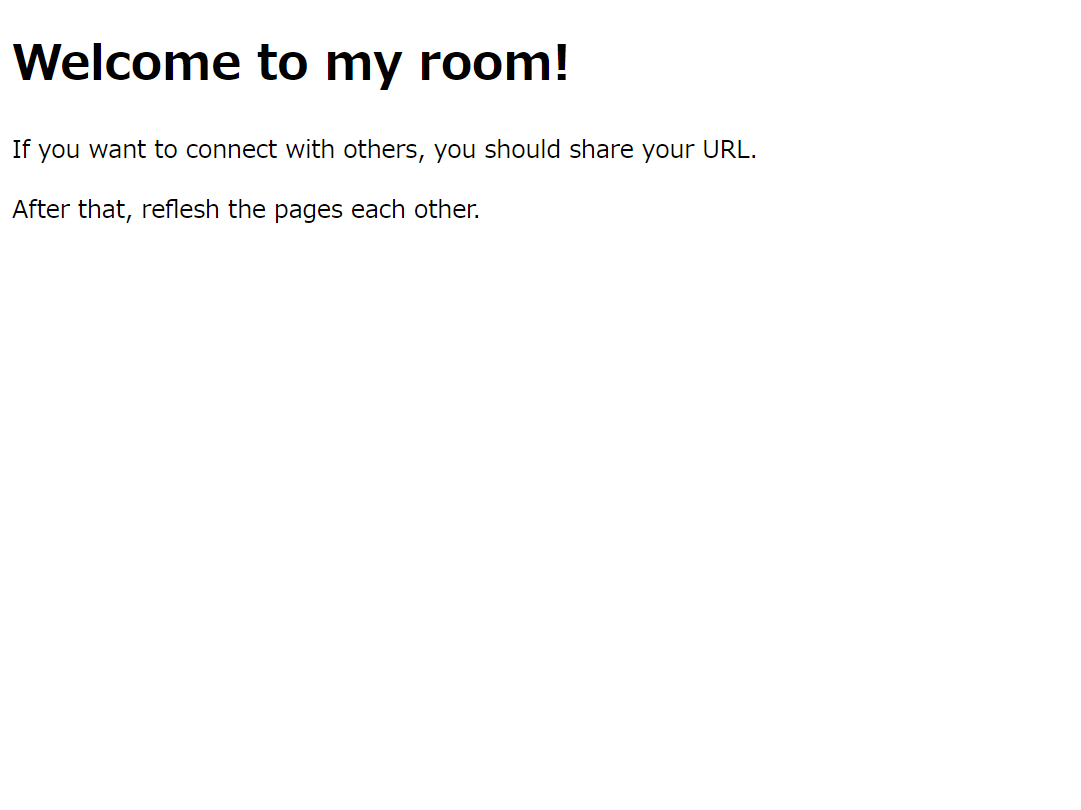 Welcome to my room!
If you want to connect with others, you should share your URL.
After that, reflesh the pages each other.